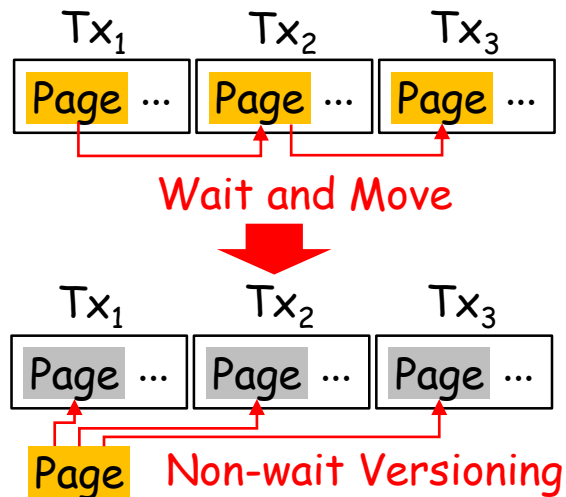 Tx₁ Tx₂ Tx₃
Page ... Page ... Page ...
Wait and Move
Tx₁ Tx₂ Tx₃
Page ... Page ... Page ...
Page Non-wait Versioning